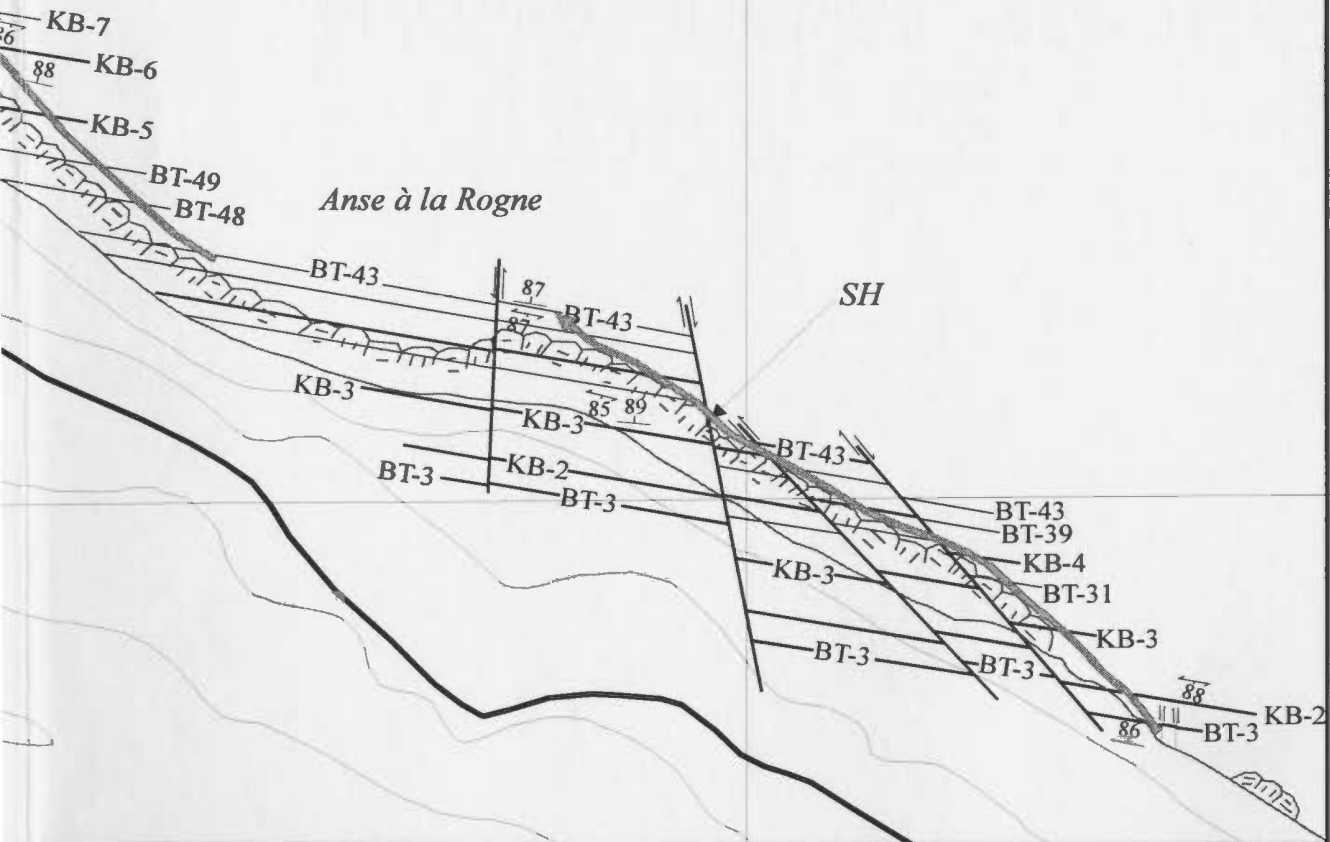 KB-7
86
KB-6
88
KB-5
BT-49
BT-48
Anse à la Rogne
BT-43
87
BT-43
87
SH
KB-3
85 89
KB-3
BT-43
KB-2
BT-3
BT-3
BT-43
BT-39
KB-4
KB-3
BT-31
KB-3
BT-3
BT-3
88
KB-2
86
BT-3